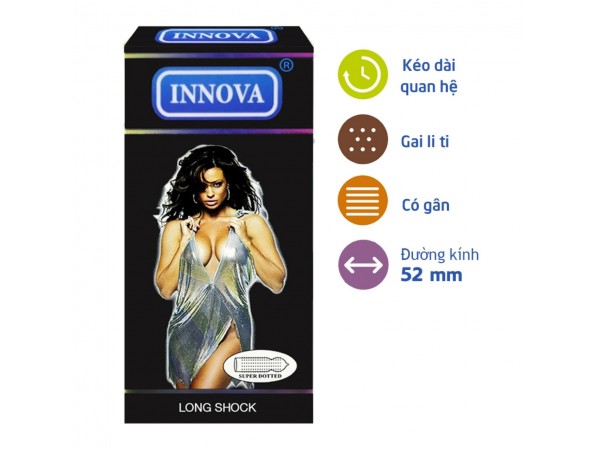 INNOVA
®
INNOVA
SUPER DOTTED
LONG SHOCK
Kéo dài
quan hệ
Gai li ti
Có gân
Đường kính
52 mm